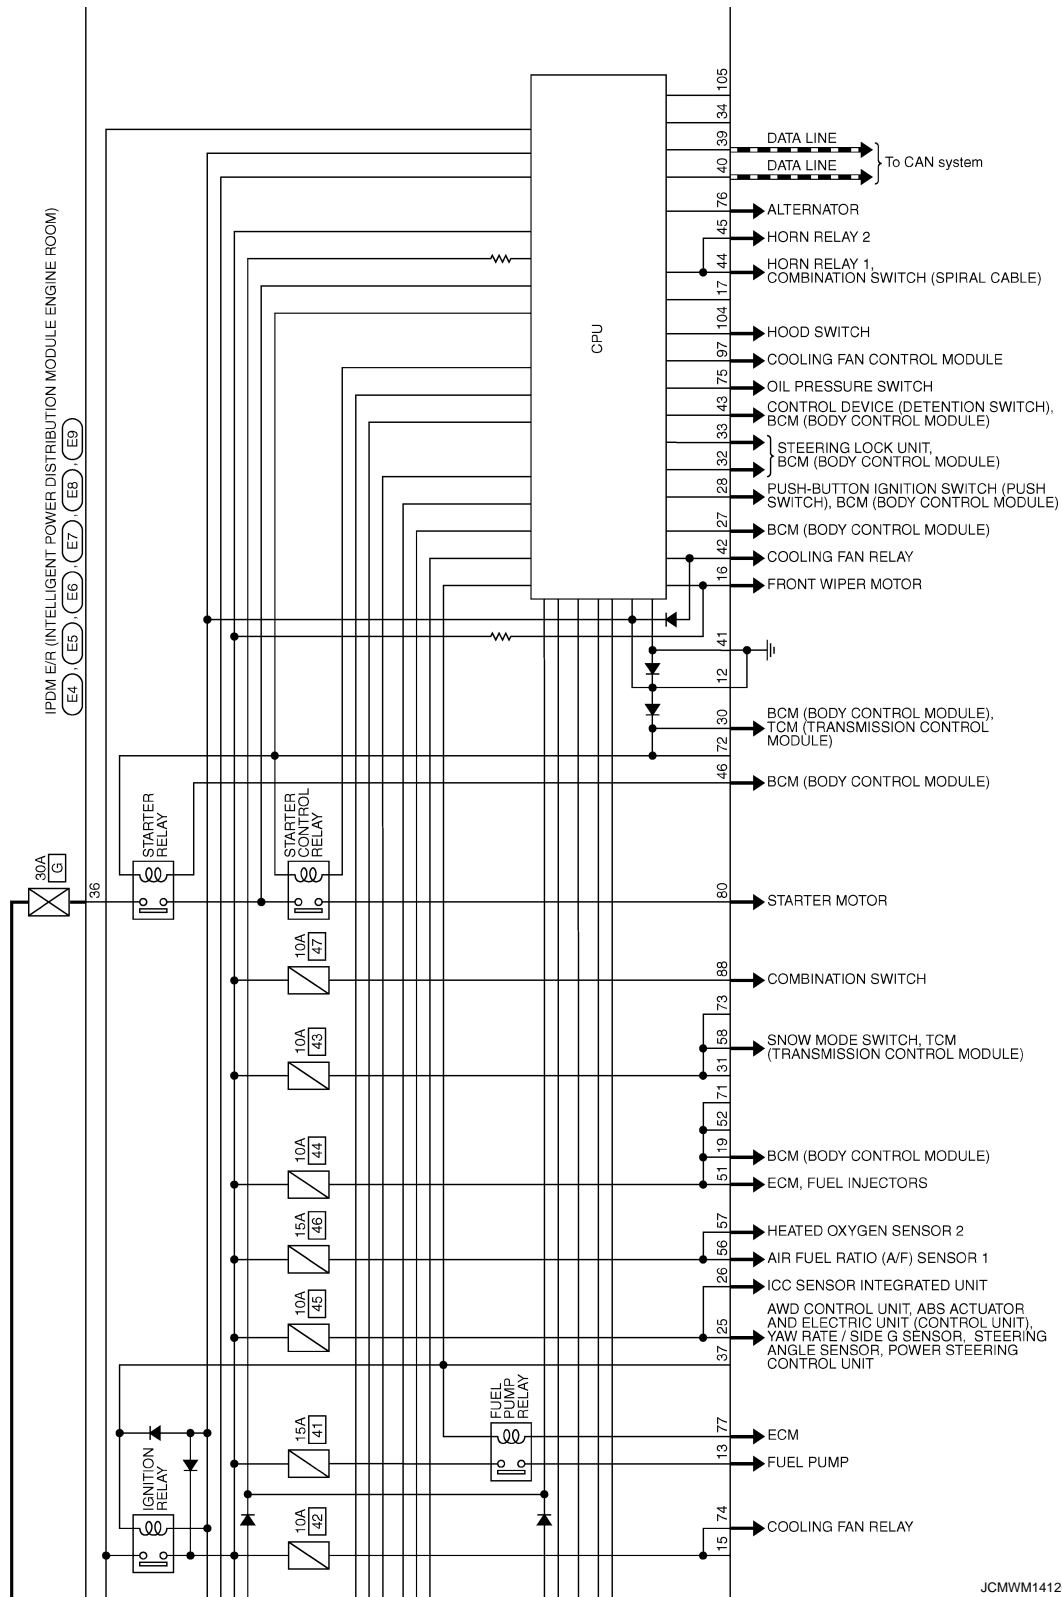 IPDM E/R (INTELLIGENT POWER DISTRIBUTION MODULE ENGINE ROOM)
E4 , E5 , E6 , E7 , E8 , E9
CPU
105
34
39
DATA LINE
40
DATA LINE
To CAN system
76
ALTERNATOR
45
HORN RELAY 2
44
HORN RELAY 1,
COMBINATION SWITCH (SPIRAL CABLE)
17
104
HOOD SWITCH
97
COOLING FAN CONTROL MODULE
75
OIL PRESSURE SWITCH
43
CONTROL DEVICE (DETENTION SWITCH),
BCM (BODY CONTROL MODULE)
33
32
STEERING LOCK UNIT,
BCM (BODY CONTROL MODULE)
28
PUSH-BUTTON IGNITION SWITCH (PUSH
SWITCH), BCM (BODY CONTROL MODULE)
27
BCM (BODY CONTROL MODULE)
42
COOLING FAN RELAY
16
FRONT WIPER MOTOR
41
12
30
BCM (BODY CONTROL MODULE),
TCM (TRANSMISSION CONTROL
MODULE)
72
46
BCM (BODY CONTROL MODULE)
STARTER
RELAY
STARTER
CONTROL
RELAY
30A
G
36
80
STARTER MOTOR
10A
47
88
COMBINATION SWITCH
73
10A
43
58
SNOW MODE SWITCH, TCM
(TRANSMISSION CONTROL MODULE)
31
71
52
10A
44
19
BCM (BODY CONTROL MODULE)
51
ECM, FUEL INJECTORS
15A
46
57
HEATED OXYGEN SENSOR 2
56
AIR FUEL RATIO (A/F) SENSOR 1
26
ICC SENSOR INTEGRATED UNIT
10A
45
25
AWD CONTROL UNIT, ABS ACTUATOR
AND ELECTRIC UNIT (CONTROL UNIT),
YAW RATE / SIDE G SENSOR, STEERING
ANGLE SENSOR, POWER STEERING
CONTROL UNIT
37
FUEL
PUMP
RELAY
15A
41
77
ECM
13
FUEL PUMP
IGNITION
RELAY
10A
42
74
COOLING FAN RELAY
15
JCMWM1412